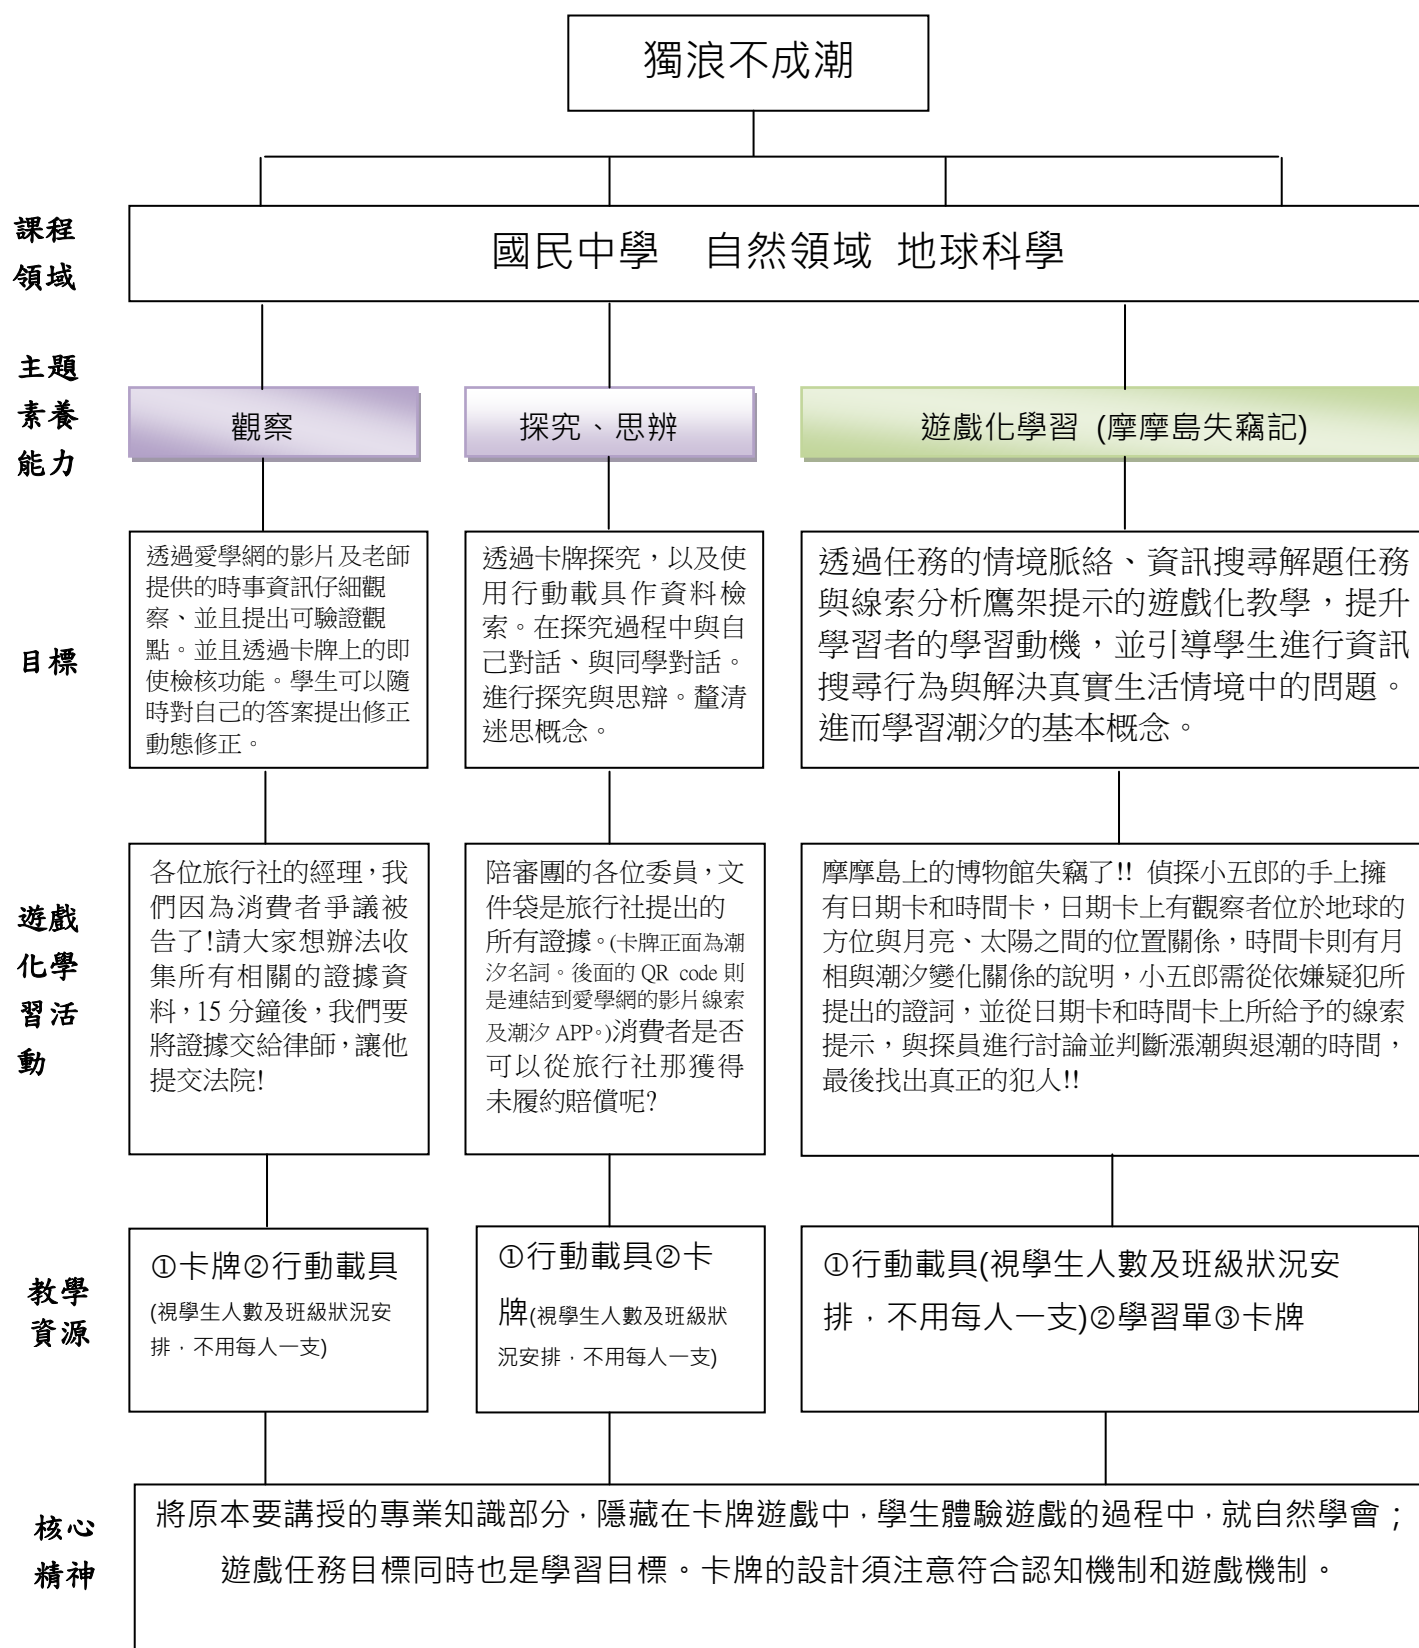 獨浪不成潮
課程
領域
國民中學　自然領域 地球科學
主題
素養
能力
觀察
探究、思辨
遊戲化學習 (摩摩島失竊記)
目標
透過愛學網的影片及老師
提供的時事資訊仔細觀
察、並且提出可驗證觀
點。並且透過卡牌上的即
使檢核功能。學生可以隨
時對自己的答案提出修正
動態修正。
透過卡牌探究，以及使
用行動載具作資料檢
索。在探究過程中與自
己對話、與同學對話。
進行探究與思辯。釐清
迷思概念。
透過任務的情境脈絡、資訊搜尋解題任務
與線索分析鷹架提示的遊戲化教學，提升
學習者的學習動機，並引導學生進行資訊
搜尋行為與解決真實生活情境中的問題。
進而學習潮汐的基本概念。
遊戲
化學
習活
動
各位旅行社的經理，我
們因為消費者爭議被
告了!請大家想辦法收
集所有相關的證據資
料，15 分鐘後，我們要
將證據交給律師，讓他
提交法院!
陪審團的各位委員，文
件袋是旅行社提出的
所有證據。(卡牌正面為潮
汐名詞。後面的 QR code 則
是連結到愛學網的影片線索
及潮汐 APP。)消費者是否
可以從旅行社那獲得
未履約賠償呢?
摩摩島上的博物館失竊了!! 偵探小五郎的手上擁
有日期卡和時間卡，日期卡上有觀察者位於地球的
方位與月亮、太陽之間的位置關係，時間卡則有月
相與潮汐變化關係的說明，小五郎需從依嫌疑犯所
提出的證詞，並從日期卡和時間卡上所給予的線索
提示，與探員進行討論並判斷漲潮與退潮的時間，
最後找出真正的犯人!!
教學
資源
①卡牌②行動載具
(視學生人數及班級狀況安
排，不用每人一支)
①行動載具②卡
牌(視學生人數及班級狀
況安排，不用每人一支)
①行動載具(視學生人數及班級狀況安
排，不用每人一支)②學習單③卡牌
核心
精神
將原本要講授的專業知識部分，隱藏在卡牌遊戲中，學生體驗遊戲的過程中，就自然學會；
遊戲任務目標同時也是學習目標。卡牌的設計須注意符合認知機制和遊戲機制。